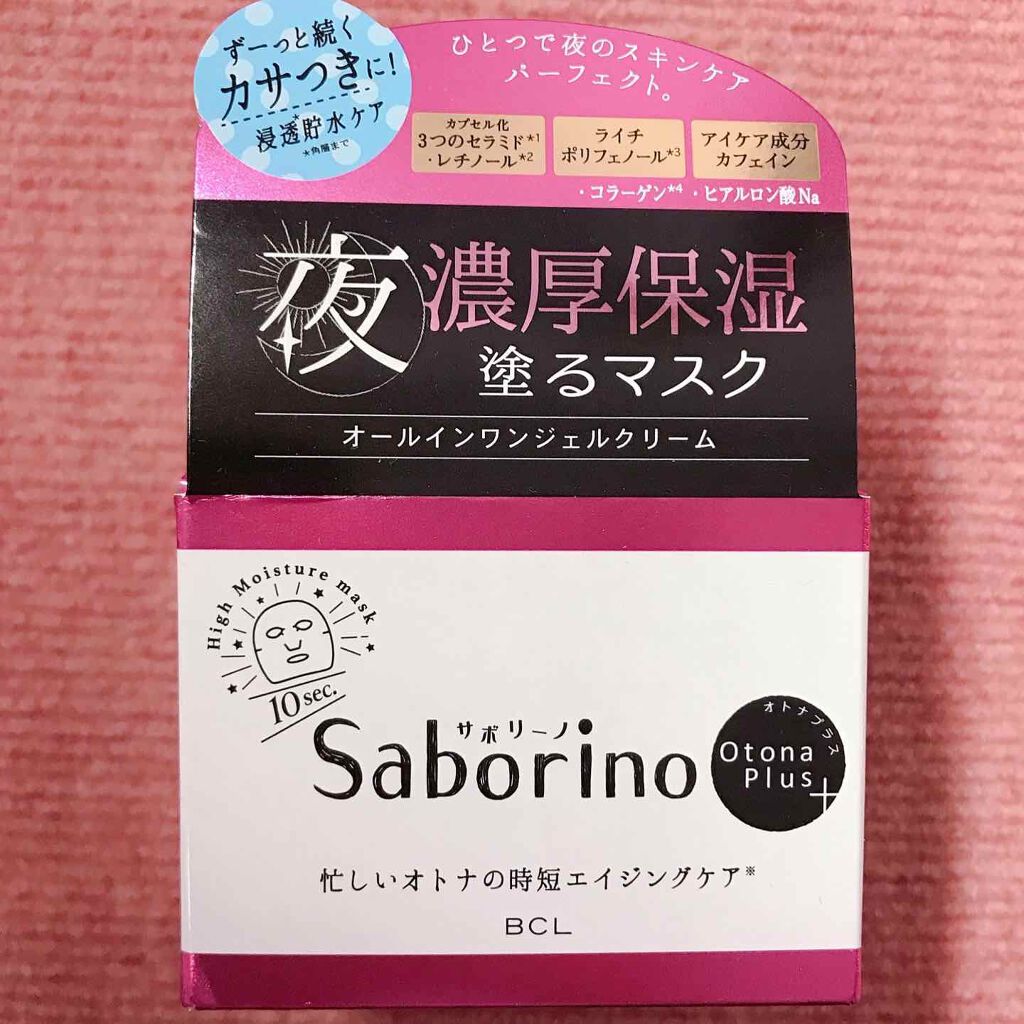 ずーっと続く
カサつきに!
浸透貯水ケア*
*角層まで
ひとつで夜のスキンケア
パーフェクト。
カプセル化
3つのセラミド*1
・レチノール*2
ライチ
ポリフェノール*3
アイケア成分
カフェイン
・コラーゲン*4 ・ヒアルロン酸Na
夜 濃厚保湿
塗るマスク
オールインワンジェルクリーム
High Moisture mask
10sec.
サボリーノ
Saborino
オトナプラス
Otona
Plus+
忙しいオトナの時短エイジングケア※
BCL